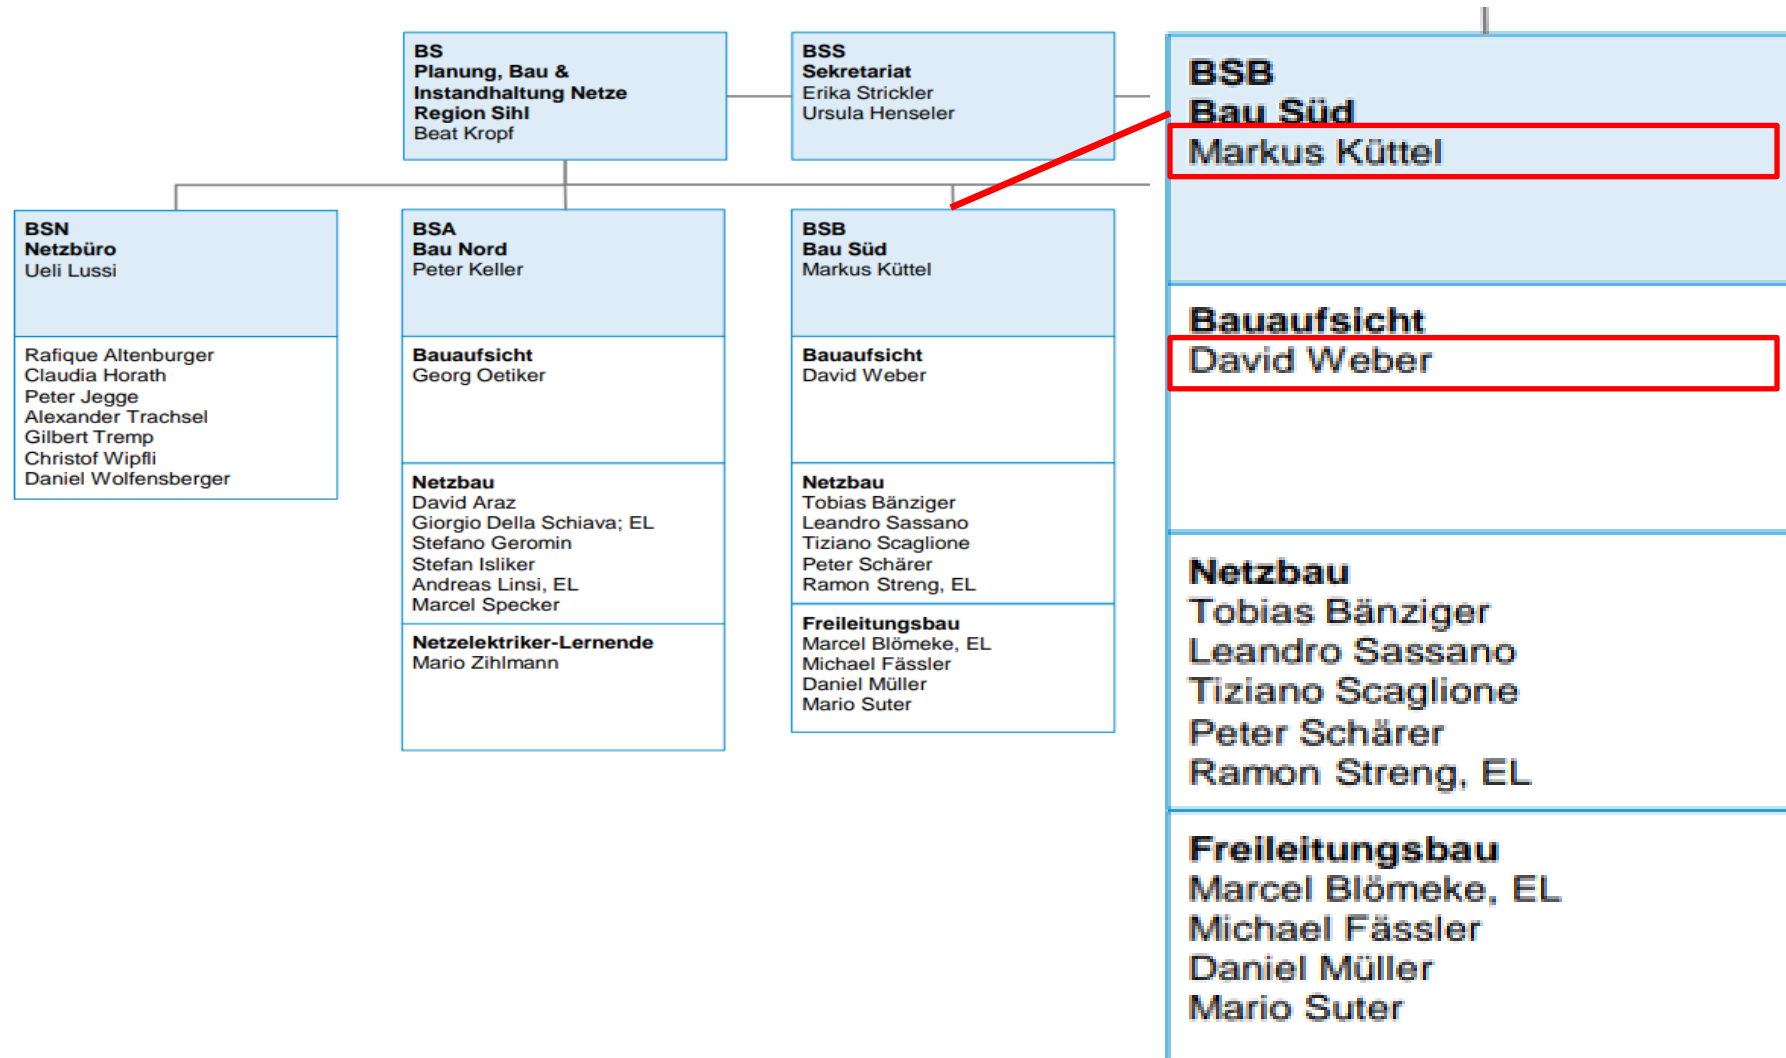 BS
Planung, Bau &
Instandhaltung Netze
Region Sihl
Beat Kropf
BSS
Sekretariat
Erika Strickler
Ursula Henseler
BSN
Netzbüro
Ueli Lussi
Rafique Altenburger
Claudia Horath
Peter Jegge
Alexander Trachsel
Gilbert Tremp
Christof Wipfli
Daniel Wolfensberger
BSA
Bau Nord
Peter Keller
Bauaufsicht
Georg Oetiker
Netzbau
David Araz
Giorgio Della Schiava; EL
Stefano Geromin
Stefan Isliker
Andreas Linsi, EL
Marcel Specker
Netzelektriker-Lernende
Mario Zihlmann
BSB
Bau Süd
Markus Küttel
Bauaufsicht
David Weber
Netzbau
Tobias Bänziger
Leandro Sassano
Tiziano Scaglione
Peter Schärer
Ramon Streng, EL
Freileitungsbau
Marcel Blömeke, EL
Michael Fässler
Daniel Müller
Mario Suter
BSB
Bau Süd
Markus Küttel
Bauaufsicht
David Weber
Netzbau
Tobias Bänziger
Leandro Sassano
Tiziano Scaglione
Peter Schärer
Ramon Streng, EL
Freileitungsbau
Marcel Blömeke, EL
Michael Fässler
Daniel Müller
Mario Suter